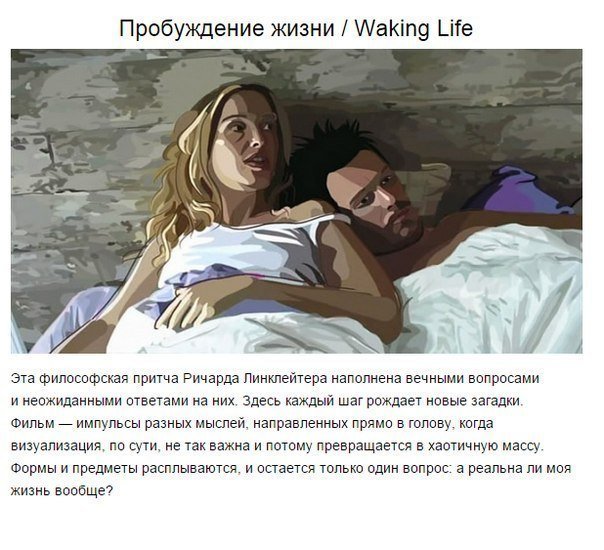 Пробуждение жизни / Waking Life
Эта философская притча Ричарда Линклейтера наполнена вечными вопросами
и неожиданными ответами на них. Здесь каждый шаг рождает новые загадки.
Фильм — импульсы разных мыслей, направленных прямо в голову, когда
визуализация, по сути, не так важна и потому превращается в хаотичную массу.
Формы и предметы расплываются, и остается только один вопрос: а реальна ли моя
жизнь вообще?